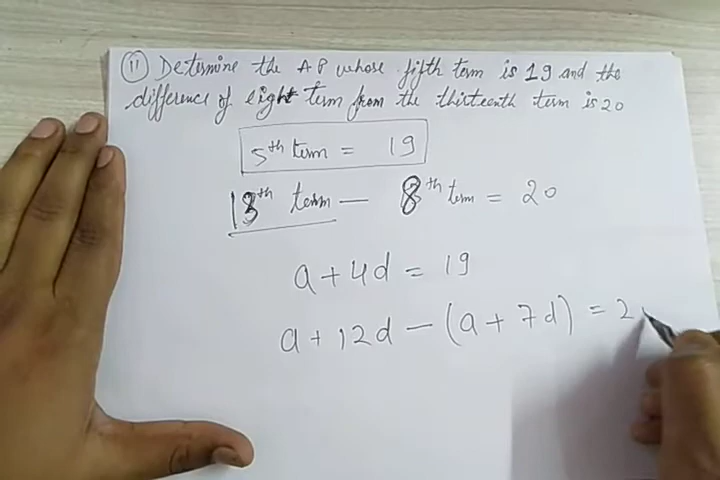 11 Determine the AP whose fifth term is 19 and the
difference of eight term from the thirteenth term is 20
5th term = 19
13th term — 8th term = 20
a + 4d = 19
a + 12d — (a + 7d) = 2